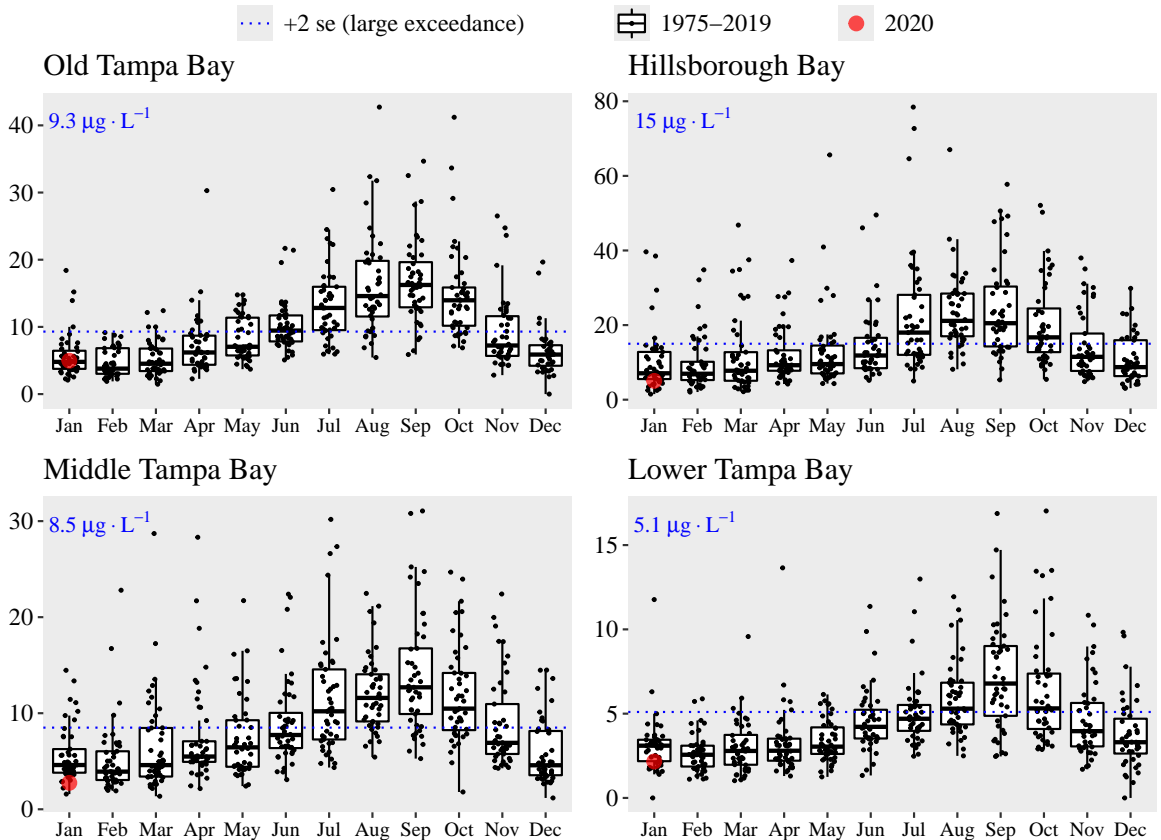 +2 se (large exceedance) 1975–2019 2020
Old Tampa Bay
9.3 μg · L⁻¹
40
30
20
10
0
Jan Feb Mar Apr May Jun Jul Aug Sep Oct Nov Dec
Hillsborough Bay
15 μg · L⁻¹
80
60
40
20
0
Jan Feb Mar Apr May Jun Jul Aug Sep Oct Nov Dec
Middle Tampa Bay
8.5 μg · L⁻¹
30
20
10
0
Jan Feb Mar Apr May Jun Jul Aug Sep Oct Nov Dec
Lower Tampa Bay
5.1 μg · L⁻¹
15
10
5
0
Jan Feb Mar Apr May Jun Jul Aug Sep Oct Nov Dec